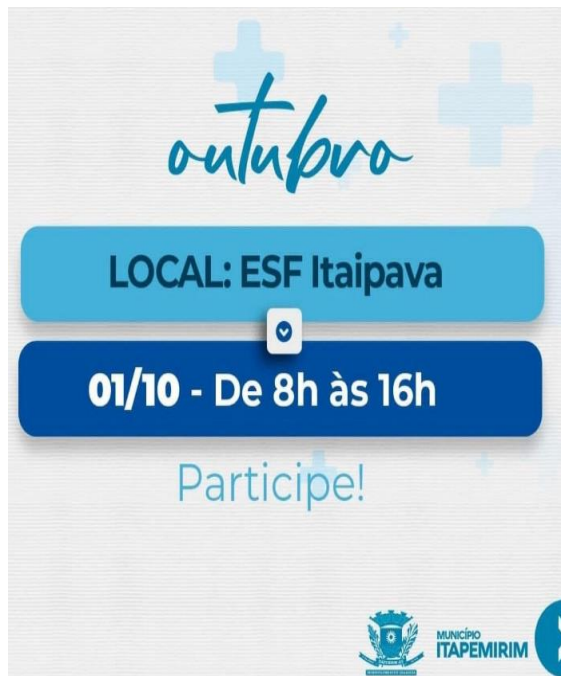 outubro
LOCAL: ESF Itaipava
01/10 - De 8h às 16h
Participe!
MUNICÍPIO
ITAPEMIRIM